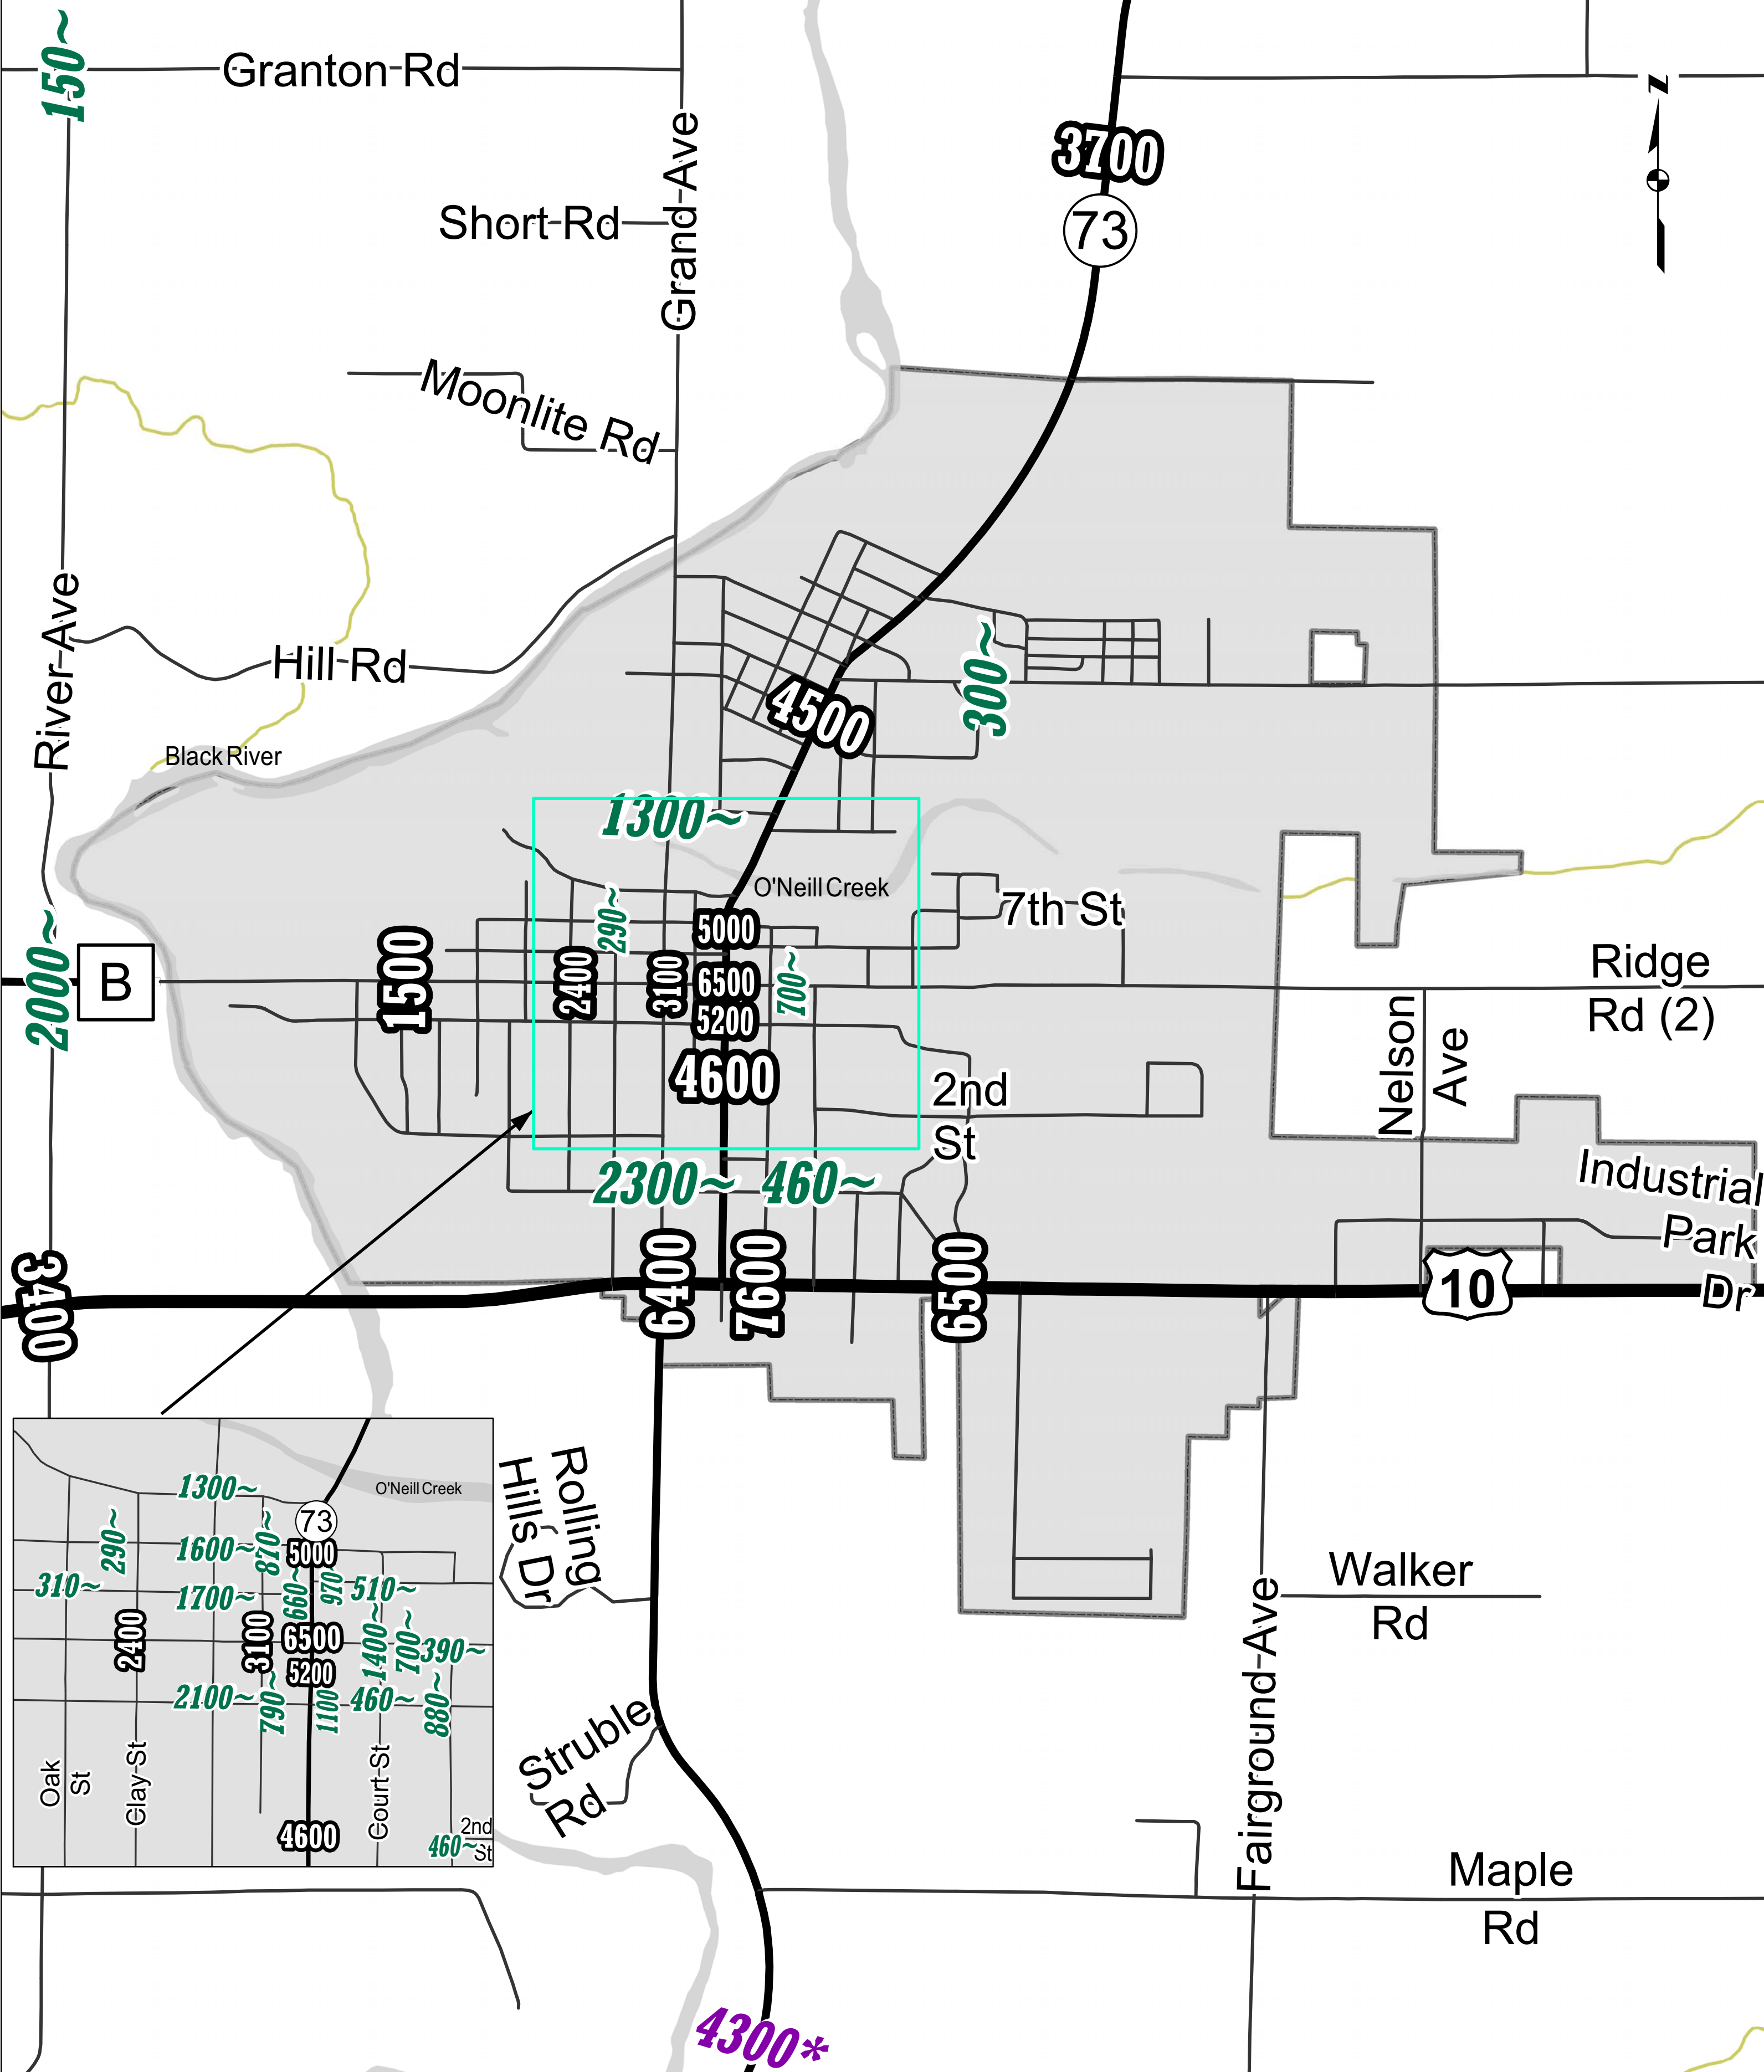 150~
Granton Rd
Grand Ave
3700
N
73
Short Rd
Moonlite Rd
River Ave
Hill Rd
300~
4500
Black River
1300~
O'Neill Creek
7th St
290~
5000
2000~
B
1500
2400
3100
6500
700~
5200
4600
Ridge
Rd (2)
Nelson
Ave
2nd
St
2300~
460~
Industrial
Park
Dr
3400
6400
7600
6500
10
1300~
O'Neill Creek
73
290~
1600~
870~
5000
310~
1700~
660~
970~
510~
2400
3100
6500
1400~
700~
390~
5200
2100~
790~
1100
460~
880~
Oak
St
Clay St
Court St
4600
2nd
St
460~
Rolling
Hills Dr
Walker
Rd
Fairground Ave
Struble
Rd
Maple
Rd
4300*